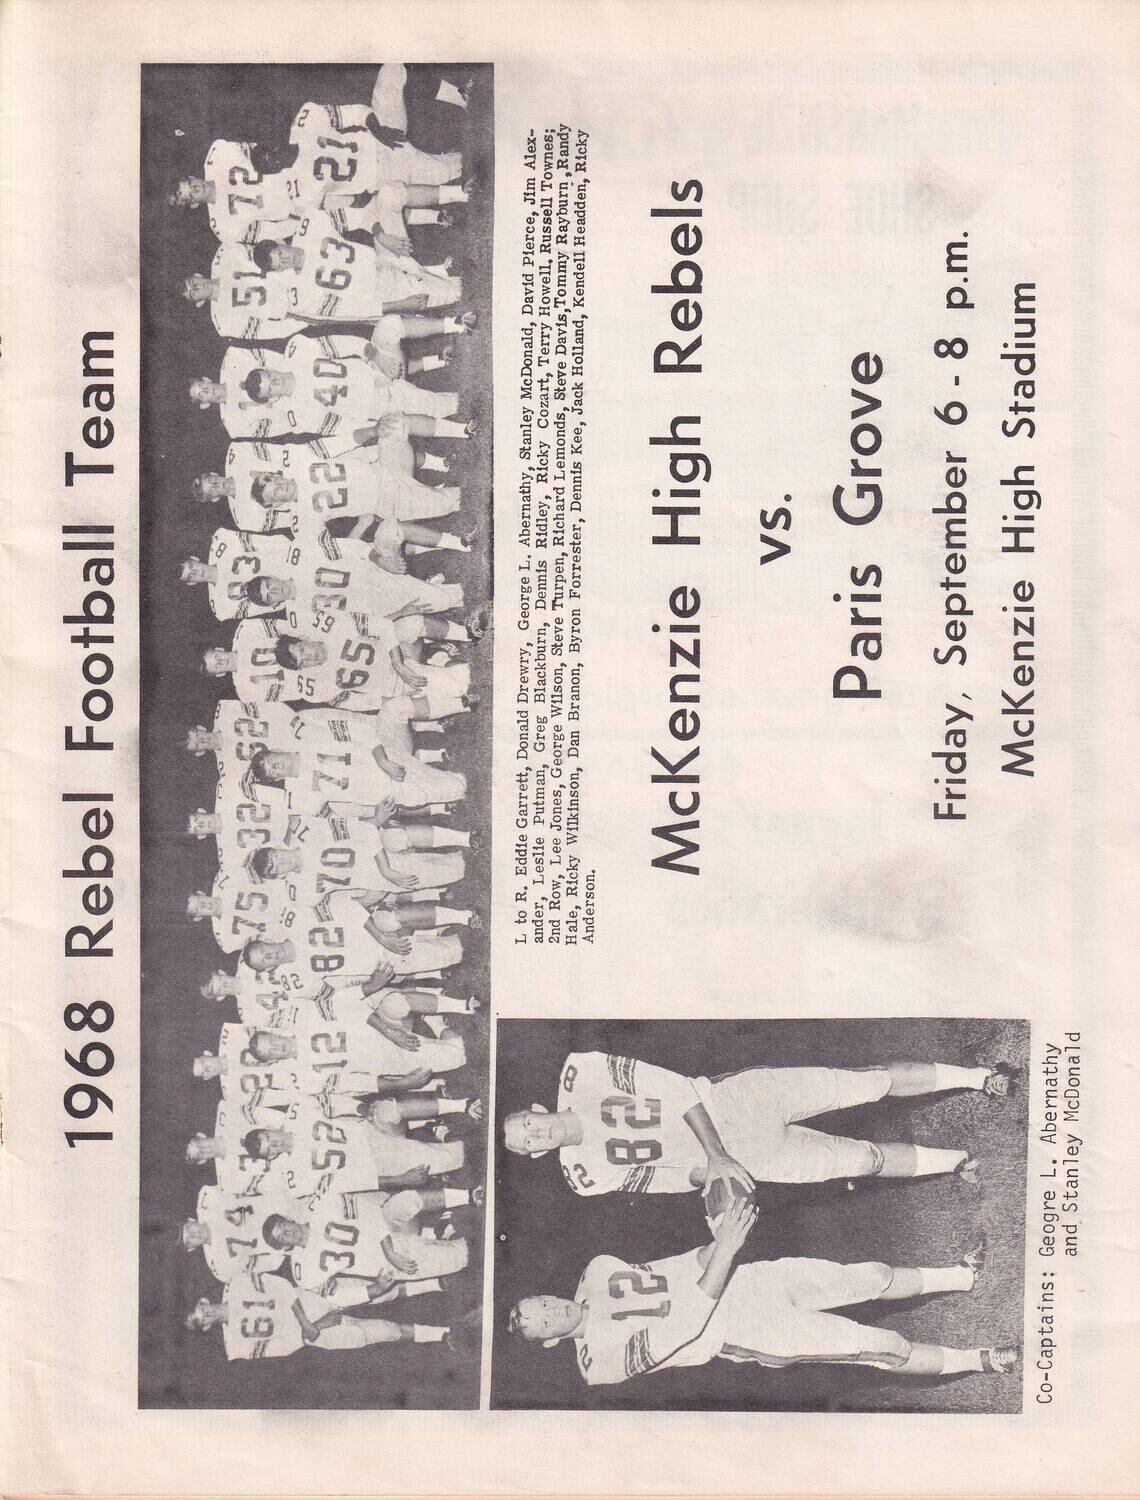 1968 Rebel Football Team
L to R. Eddie Garrett, Donald Drewry, George L. Abernathy, Stanley McDonald, David Pierce, Jim Alex-
ander, Leslie Putman, Greg Blackburn, Dennis Ridley, Ricky Cozart, Terry Howell, Russell Townes;
2nd Row, Lee Jones, George Wilson, Steve Turpen, Richard Lemonds, Steve Davis, Tommy Rayburn, Randy
Hale, Ricky Wilkinson, Dan Branon, Byron Forrester, Dennis Kee, Jack Holland, Kendell Headden, Ricky
Anderson.
McKenzie High Rebels
vs.
Paris Grove
Friday, September 6 - 8 p.m.
McKenzie High Stadium
12
82
Co-Captains: Geogre L. Abernathy
and Stanley McDonald